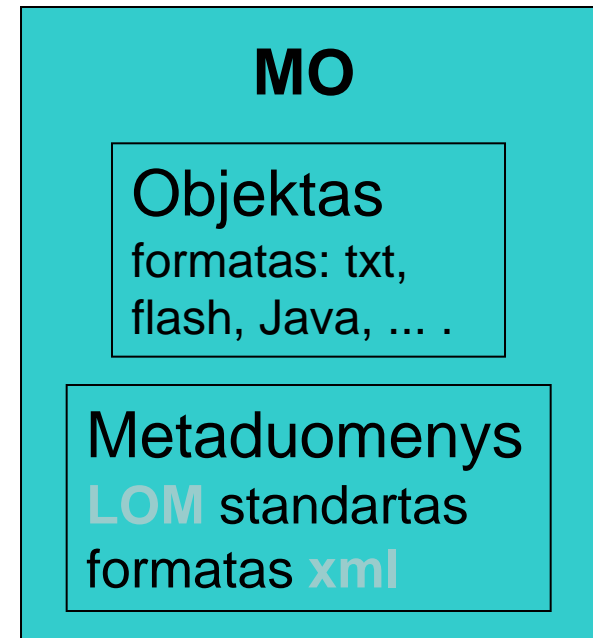 MO
Objektas
formatas: txt,
flash, Java, ... .
Metaduomenys
LOM standartas
formatas xml